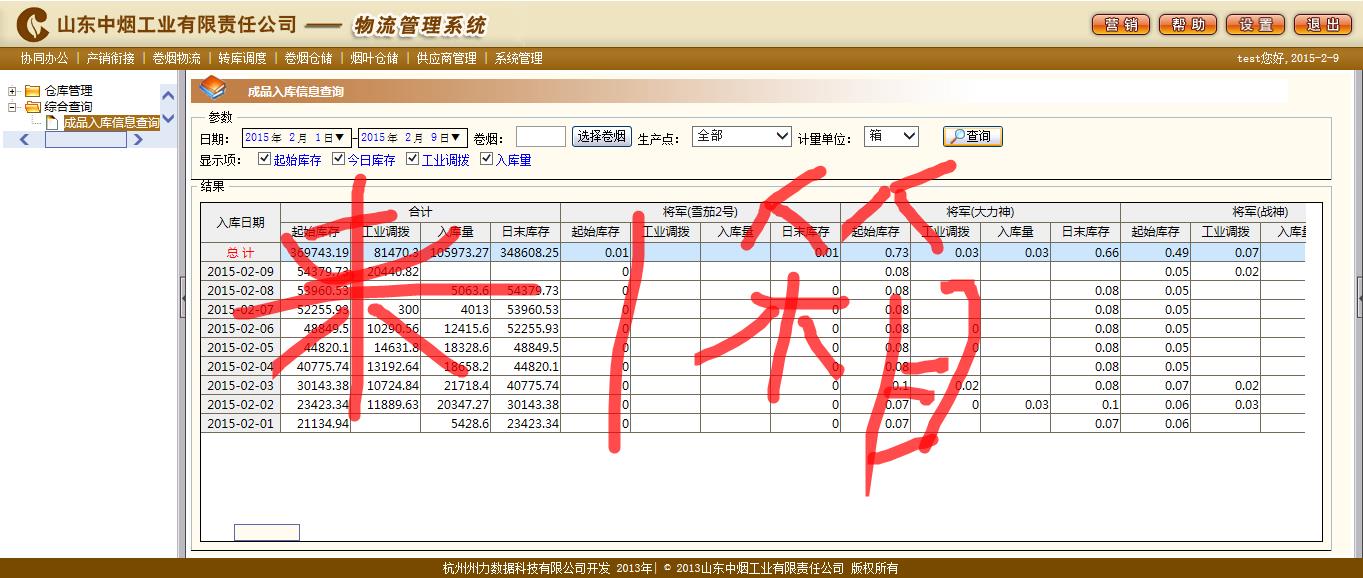 山东中烟工业有限责任公司 —— 物流管理系统
营 销 帮 助 设 置 退 出
协同办公 | 产销衔接 | 卷烟物流 | 转库调度 | 卷烟仓储 | 烟叶仓储 | 供应商管理 | 系统管理 test您好,2015-2-9
仓库管理
综合查询
成品入库信息查询
成品入库信息查询
参数
日期: 2015 年 2 月 1 日▼-2015 年 2 月 9 日▼ 卷烟: 选择卷烟 生产点: 全部 计量单位: 箱 查询
显示项: 起始库存 今日库存 工业调拨 入库量
结果
入库日期 合计 将军(雪茄2号) 将军(大力神) 将军(战神)
起始库存 工业调拨 入库量 日末库存 起始库存 工业调拨 入库量 日末库存 起始库存 工业调拨 入库量 日末库存 起始库存 工业调拨 入库量
总 计 369743.19 81470.3 105973.27 348608.25 0.01 0.01 0.73 0.03 0.03 0.66 0.49 0.07
2015-02-09 54379.73 20440.82 0 0.08 0.05 0.02
2015-02-08 53960.53 5063.6 54379.73 0 0 0.08 0.08 0.05
2015-02-07 52255.93 300 4013 53960.53 0 0 0.08 0.08 0.05
2015-02-06 48849.5 10290.56 12415.6 52255.93 0 0 0.08 0 0.08 0.05
2015-02-05 44820.1 14631.8 18328.6 48849.5 0 0 0.08 0 0.08 0.05
2015-02-04 40775.74 13192.64 18658.2 44820.1 0 0 0.08 0.08 0.05
2015-02-03 30143.38 10724.84 21718.4 40775.74 0 0 0.1 0.02 0.08 0.07 0.02
2015-02-02 23423.34 11889.63 20347.27 30143.38 0 0 0.07 0 0.03 0.1 0.06 0.03
2015-02-01 21134.94 5428.6 23423.34 0 0 0.07 0.07 0.06
来1箱
杭州州力数据科技有限公司开发 2013年| © 2013山东中烟工业有限责任公司 版权所有